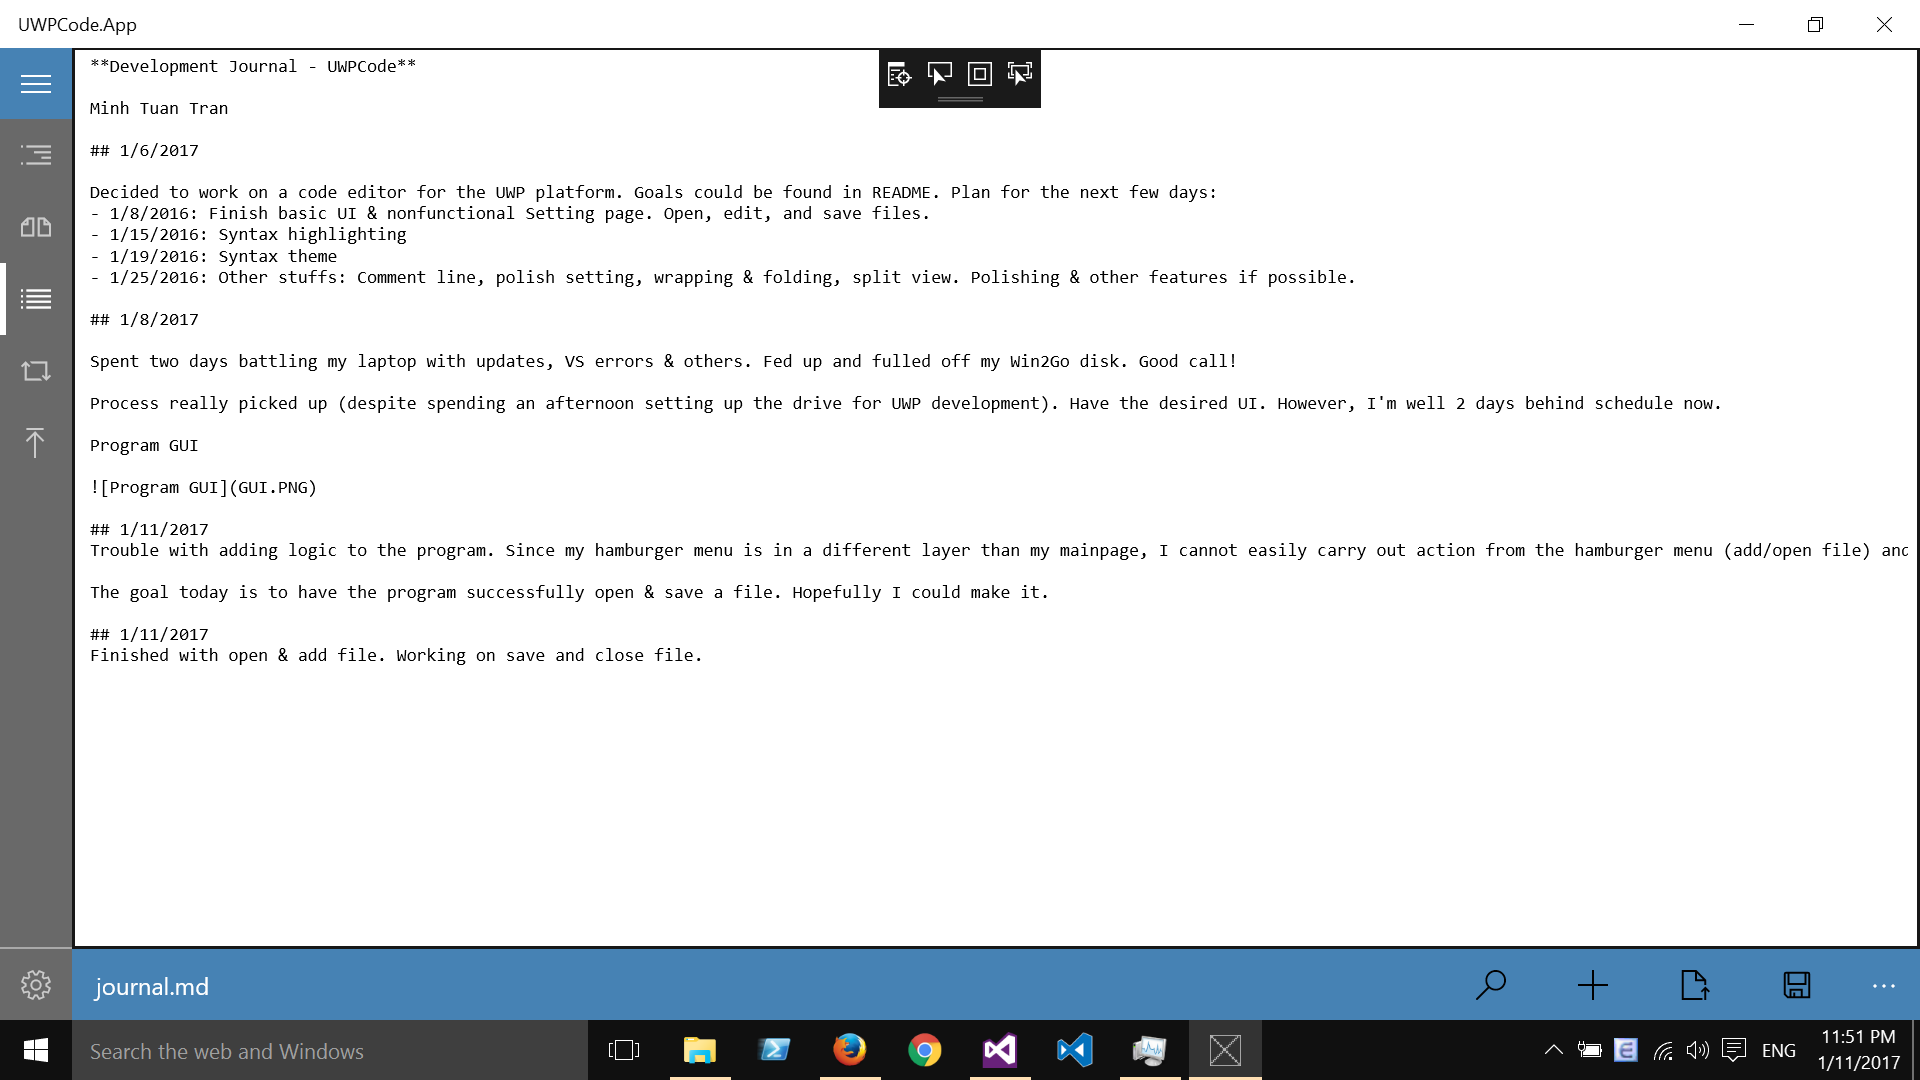 UWPCode.App
**Development Journal - UWPCode**
Minh Tuan Tran
## 1/6/2017
Decided to work on a code editor for the UWP platform. Goals could be found in README. Plan for the next few days:
- 1/8/2016: Finish basic UI & nonfunctional Setting page. Open, edit, and save files.
- 1/15/2016: Syntax highlighting
- 1/19/2016: Syntax theme
- 1/25/2016: Other stuffs: Comment line, polish setting, wrapping & folding, split view. Polishing & other features if possible.
## 1/8/2017
Spent two days battling my laptop with updates, VS errors & others. Fed up and fulled off my Win2Go disk. Good call!
Process really picked up (despite spending an afternoon setting up the drive for UWP development). Have the desired UI. However, I'm well 2 days behind schedule now.
Program GUI
![Program GUI](GUI.PNG)
## 1/11/2017
Trouble with adding logic to the program. Since my hamburger menu is in a different layer than my mainpage, I cannot easily carry out action from the hamburger menu (add/open file) and
The goal today is to have the program successfully open & save a file. Hopefully I could make it.
## 1/11/2017
Finished with open & add file. Working on save and close file.
journal.md
Search the web and Windows
ENG
11:51 PM
1/11/2017